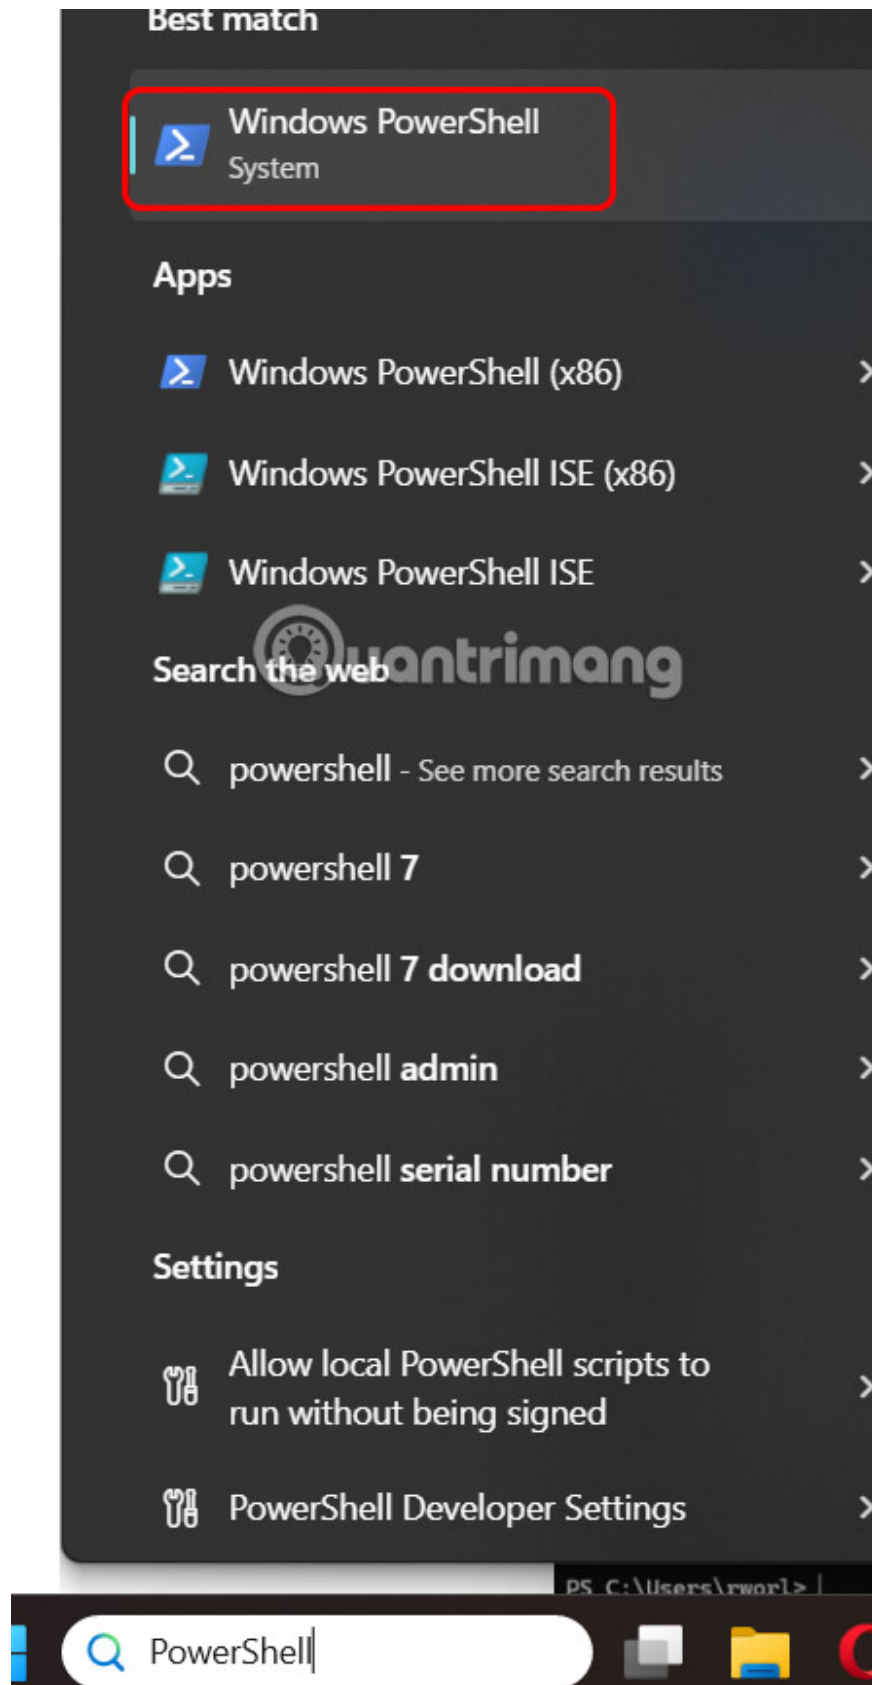 Best match
Windows PowerShell
System
Apps
Windows PowerShell (x86)
Windows PowerShell ISE (x86)
Windows PowerShell ISE
Quantrimang
Search the web
powershell - See more search results
powershell 7
powershell 7 download
powershell admin
powershell serial number
Settings
Allow local PowerShell scripts to
run without being signed
PowerShell Developer Settings
PS C:\Users\rworl>
PowerShell